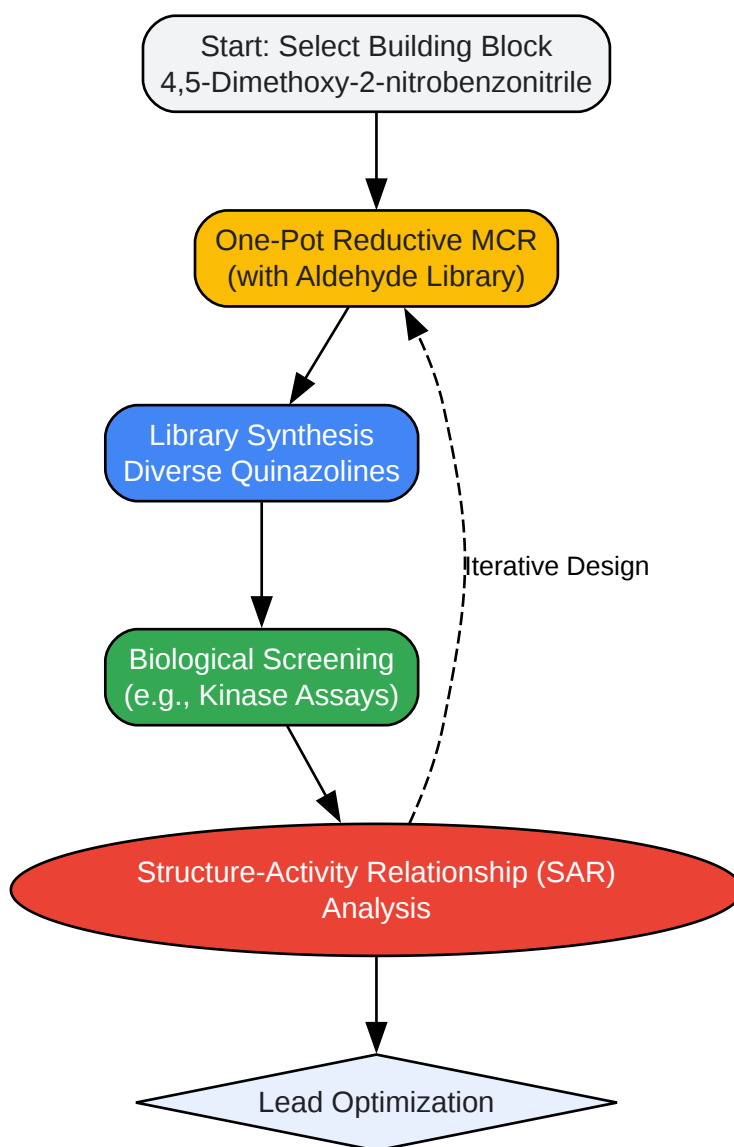 Start: Select Building Block
4,5-Dimethoxy-2-nitrobenzonitrile
One-Pot Reductive MCR
(with Aldehyde Library)
Library Synthesis
Diverse Quinazolines
Iterative Design
Biological Screening
(e.g., Kinase Assays)
Structure-Activity Relationship (SAR)
Analysis
Lead Optimization